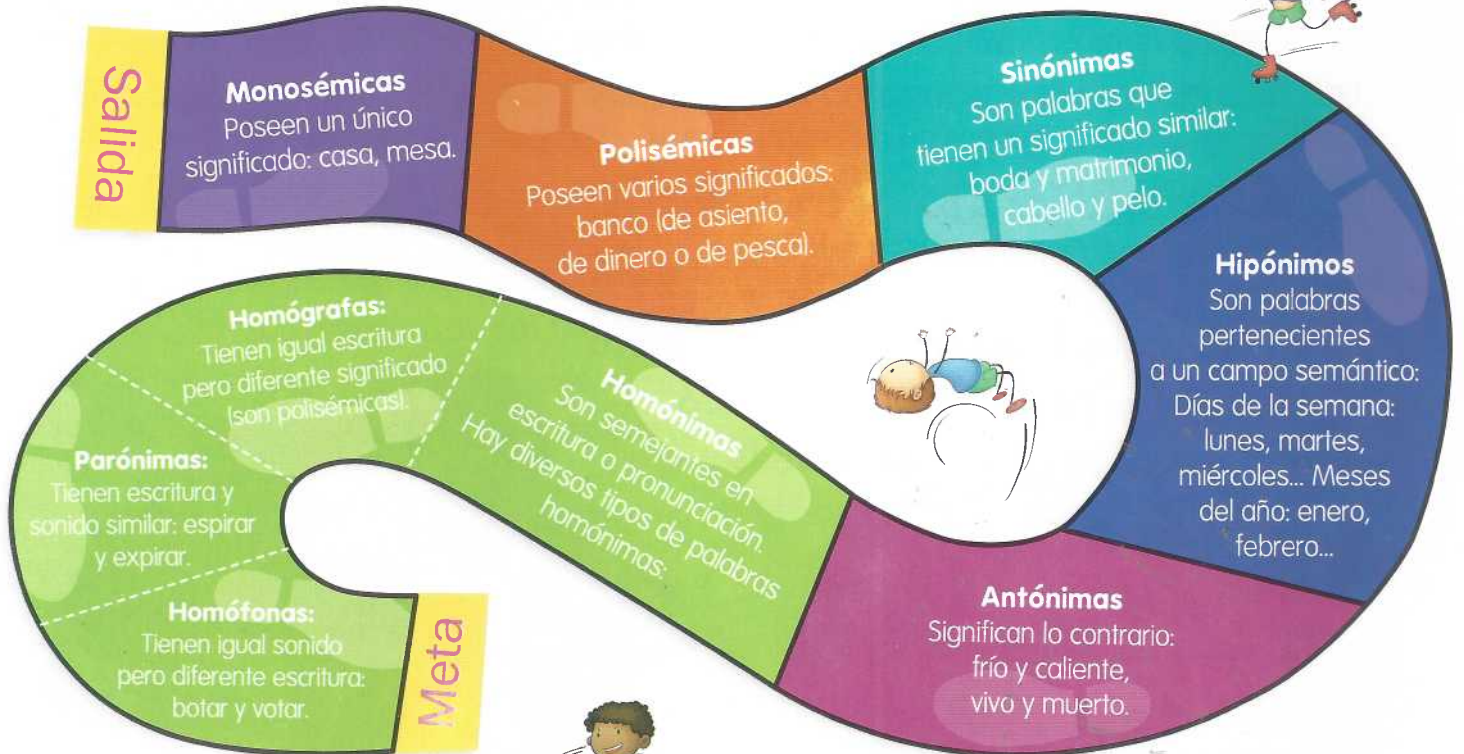 Salida
Monosémicas
Poseen un único
significado: casa, mesa.
Polisémicas
Poseen varios significados:
banco (de asiento,
de dinero o de pesca).
Sinónimas
Son palabras que
tienen un significado similar:
boda y matrimonio,
cabello y pelo.
Hipónimos
Son palabras
pertenecientes
a un campo semántico:
Días de la semana:
lunes, martes,
miércoles... Meses
del año: enero,
febrero...
Antónimas
Significan lo contrario:
frío y caliente,
vivo y muerto.
Homónimas
Son semejantes en
escritura o pronunciación.
Hay diversos tipos de palabras
homónimas:
Homógrafas:
Tienen igual escritura
pero diferente significado
(son polisémicas).
Parónimas:
Tienen escritura y
sonido similar: espirar
y expirar.
Homófonas:
Tienen igual sonido
pero diferente escritura:
botar y votar.
Meta